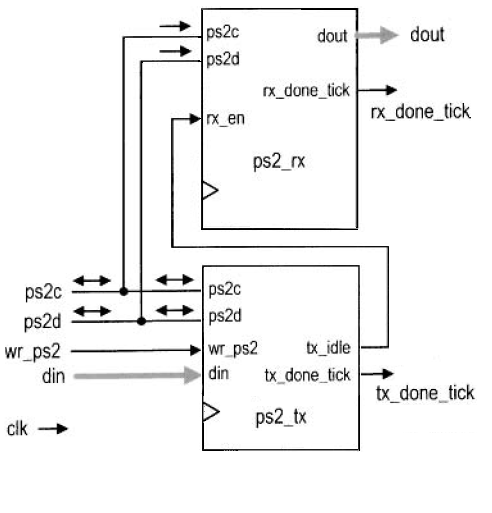 ps2c
dout
dout
ps2d
rx_done_tick
rx_done_tick
rx_en
ps2_rx
ps2c
ps2c
ps2d
ps2d
wr_ps2
wr_ps2
tx_idle
din
din
tx_done_tick
tx_done_tick
clk
ps2_tx